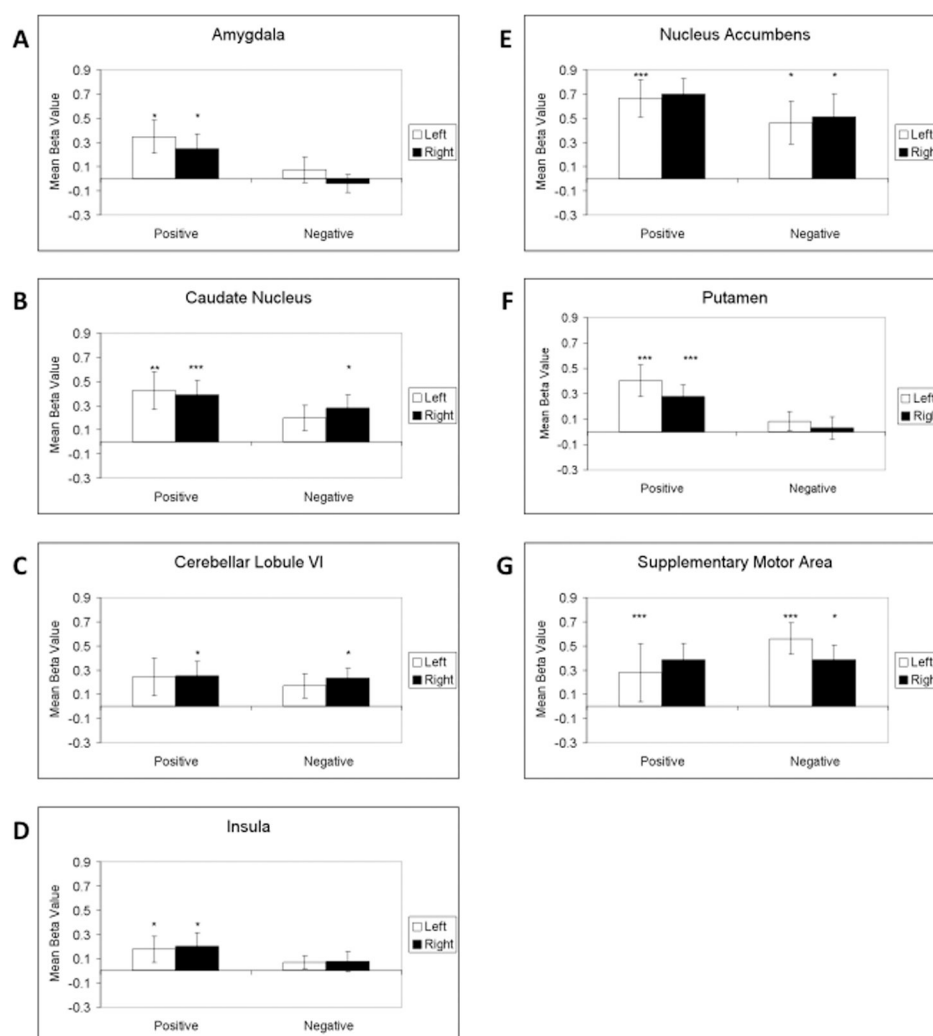 A
Amygdala
Mean Beta Value
0.9
0.7
0.5
0.3
0.1
-0.1
-0.3
* *
Positive Negative
Left
Right
B
Caudate Nucleus
Mean Beta Value
0.9
0.7
0.5
0.3
0.1
-0.1
-0.3
** *** *
Positive Negative
Left
Right
C
Cerebellar Lobule VI
Mean Beta Value
0.9
0.7
0.5
0.3
0.1
-0.1
-0.3
* *
Positive Negative
Left
Right
D
Insula
Mean Beta Value
0.9
0.7
0.5
0.3
0.1
-0.1
-0.3
* *
Positive Negative
Left
Right
E
Nucleus Accumbens
Mean Beta Value
0.9
0.7
0.5
0.3
0.1
-0.1
-0.3
*** * *
Positive Negative
Left
Right
F
Putamen
Mean Beta Value
0.9
0.7
0.5
0.3
0.1
-0.1
-0.3
*** ***
Positive Negative
Left
Right
G
Supplementary Motor Area
Mean Beta Value
0.9
0.7
0.5
0.3
0.1
-0.1
-0.3
*** *** *
Positive Negative
Left
Right